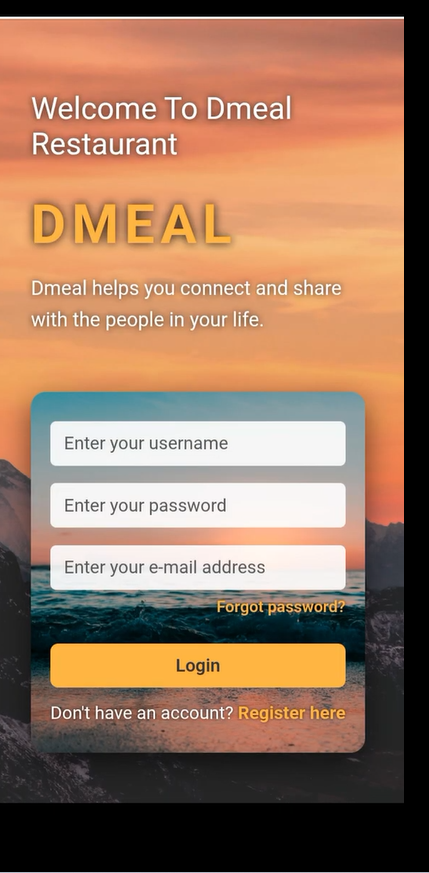 Welcome To Dmeal
Restaurant
DMEAL
Dmeal helps you connect and share
with the people in your life.
Enter your username
Enter your password
Enter your e-mail address
Forgot password?
Login
Don't have an account? Register here